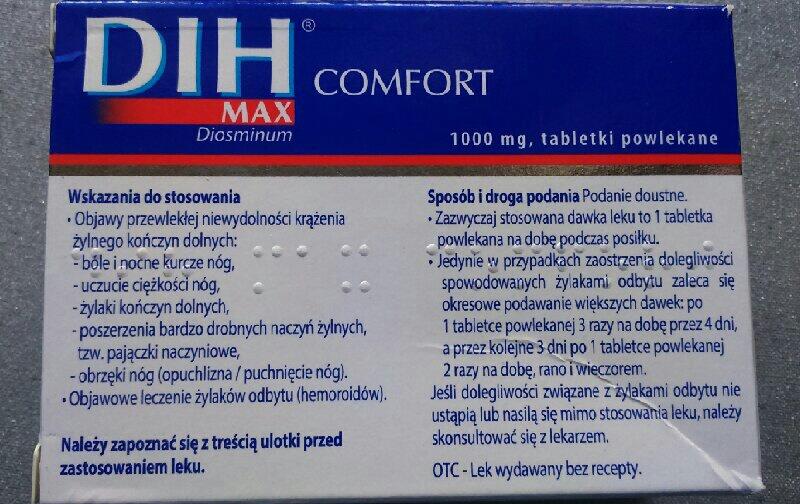 DIH® COMFORT
MAX
Diosminum
1000 mg, tabletki powlekane
Wskazania do stosowania
• Objawy przewlekłej niewydolności krążenia
żylnego kończyn dolnych:
- bóle i nocne kurcze nóg,
- uczucie ciężkości nóg,
- żylaki kończyn dolnych,
- poszerzenia bardzo drobnych naczyń żylnych,
tzw. pajączki naczyniowe,
- obrzęki nóg (opuchlizna / puchnięcie nóg).
• Objawowe leczenie żylaków odbytu (hemoroidów).
Należy zapoznać się z treścią ulotki przed
zastosowaniem leku.
Sposób i droga podania Podanie doustne.
• Zazwyczaj stosowana dawka leku to 1 tabletka
powlekana na dobę podczas posiłku.
• Jedynie w przypadkach zaostrzenia dolegliwości
spowodowanych żylakami odbytu zaleca się
okresowe podawanie większych dawek: po
1 tabletce powlekanej 3 razy na dobę przez 4 dni,
a przez kolejne 3 dni po 1 tabletce powlekanej
2 razy na dobę, rano i wieczorem.
Jeśli dolegliwości związane z żylakami odbytu nie
ustąpią lub nasilą się mimo stosowania leku, należy
skonsultować się z lekarzem.
OTC - Lek wydawany bez recepty.